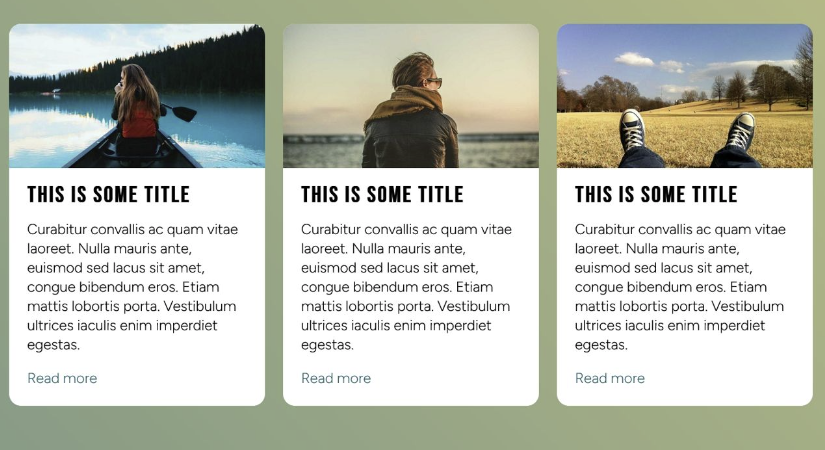 THIS IS SOME TITLE
Curabitur convallis ac quam vitae
laoreet. Nulla mauris ante,
euismod sed lacus sit amet,
congue bibendum eros. Etiam
mattis lobortis porta. Vestibulum
ultrices iaculis enim imperdiet
egestas.
Read more
THIS IS SOME TITLE
Curabitur convallis ac quam vitae
laoreet. Nulla mauris ante,
euismod sed lacus sit amet,
congue bibendum eros. Etiam
mattis lobortis porta. Vestibulum
ultrices iaculis enim imperdiet
egestas.
Read more
THIS IS SOME TITLE
Curabitur convallis ac quam vitae
laoreet. Nulla mauris ante,
euismod sed lacus sit amet,
congue bibendum eros. Etiam
mattis lobortis porta. Vestibulum
ultrices iaculis enim imperdiet
egestas.
Read more